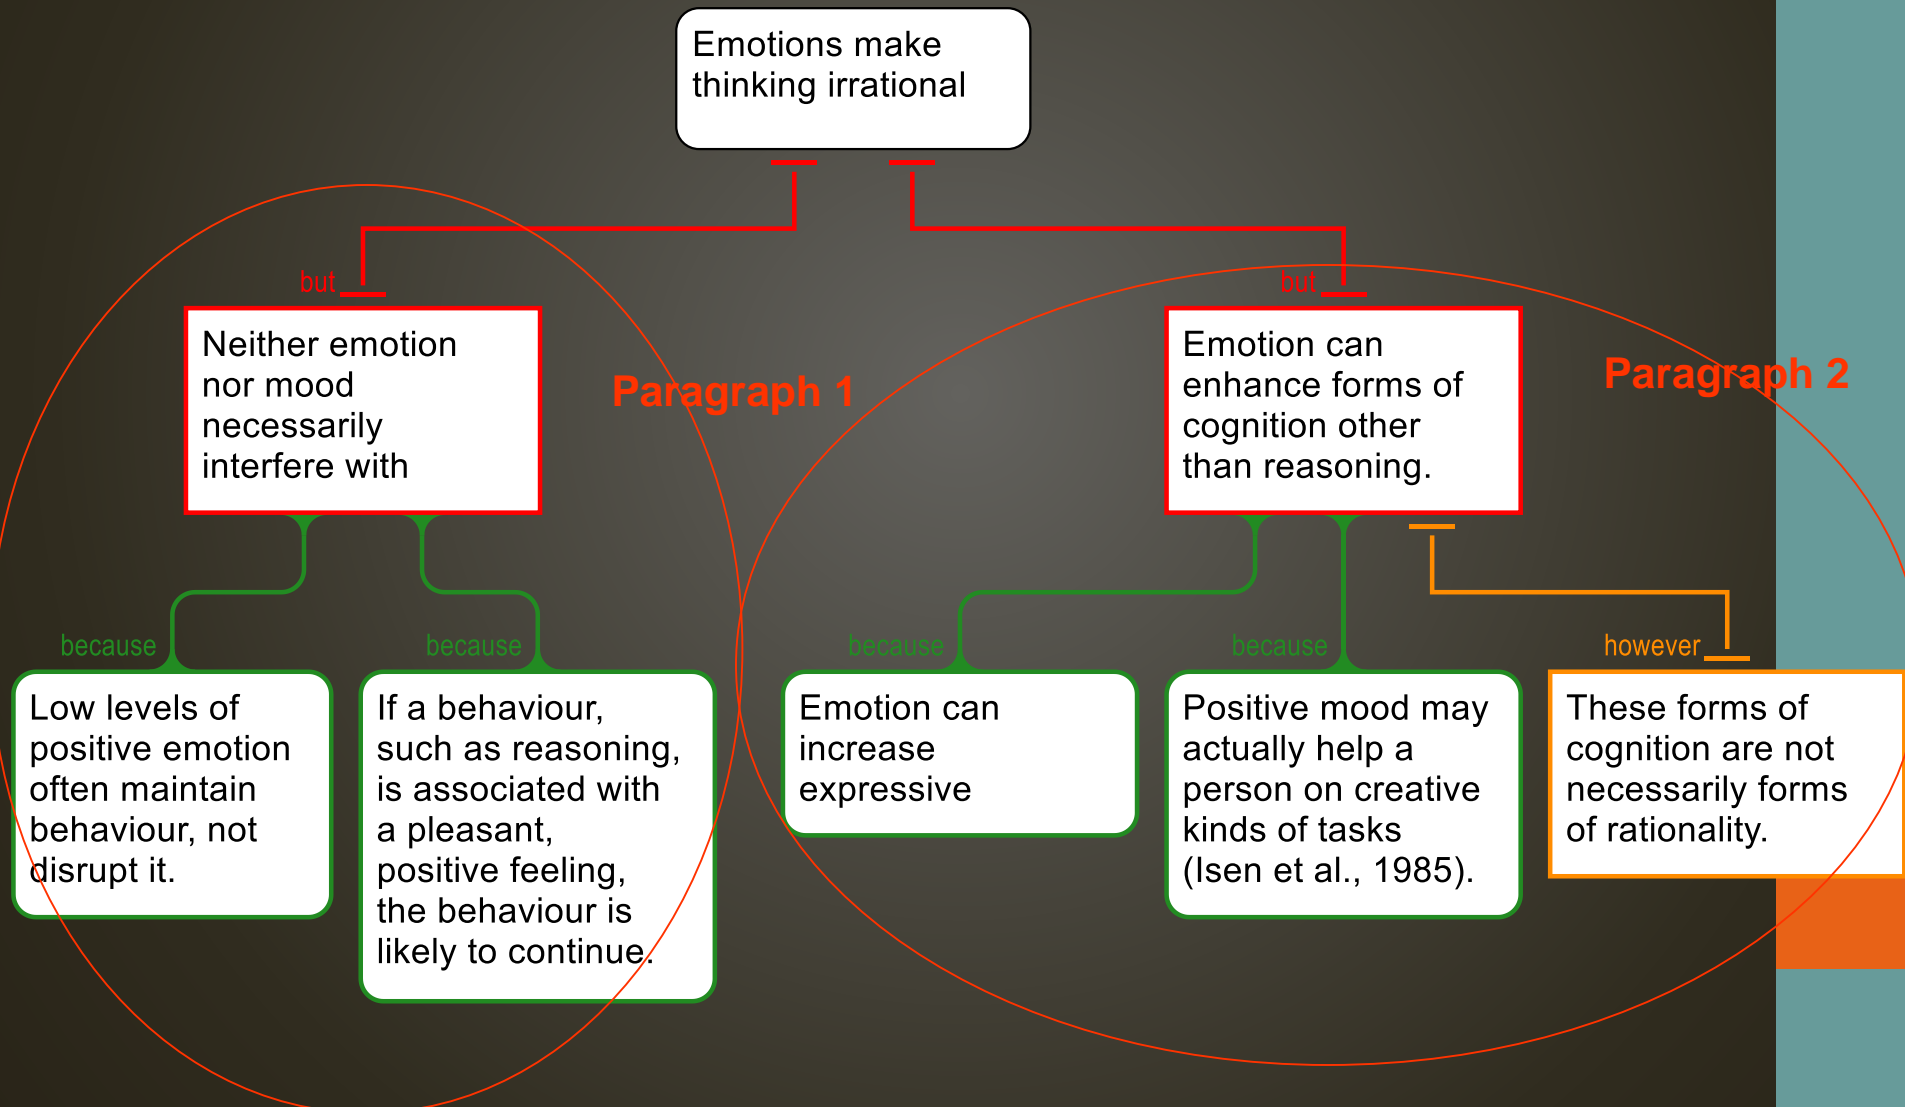 Emotions make
thinking irrational
but
Neither emotion
nor mood
necessarily
interfere with
Paragraph 1
because
Low levels of
positive emotion
often maintain
behaviour, not
disrupt it.
because
If a behaviour,
such as reasoning,
is associated with
a pleasant,
positive feeling,
the behaviour is
likely to continue.
but
Emotion can
enhance forms of
cognition other
than reasoning.
Paragraph 2
because
Emotion can
increase
expressive
because
Positive mood may
actually help a
person on creative
kinds of tasks
(Isen et al., 1985).
however
These forms of
cognition are not
necessarily forms
of rationality.